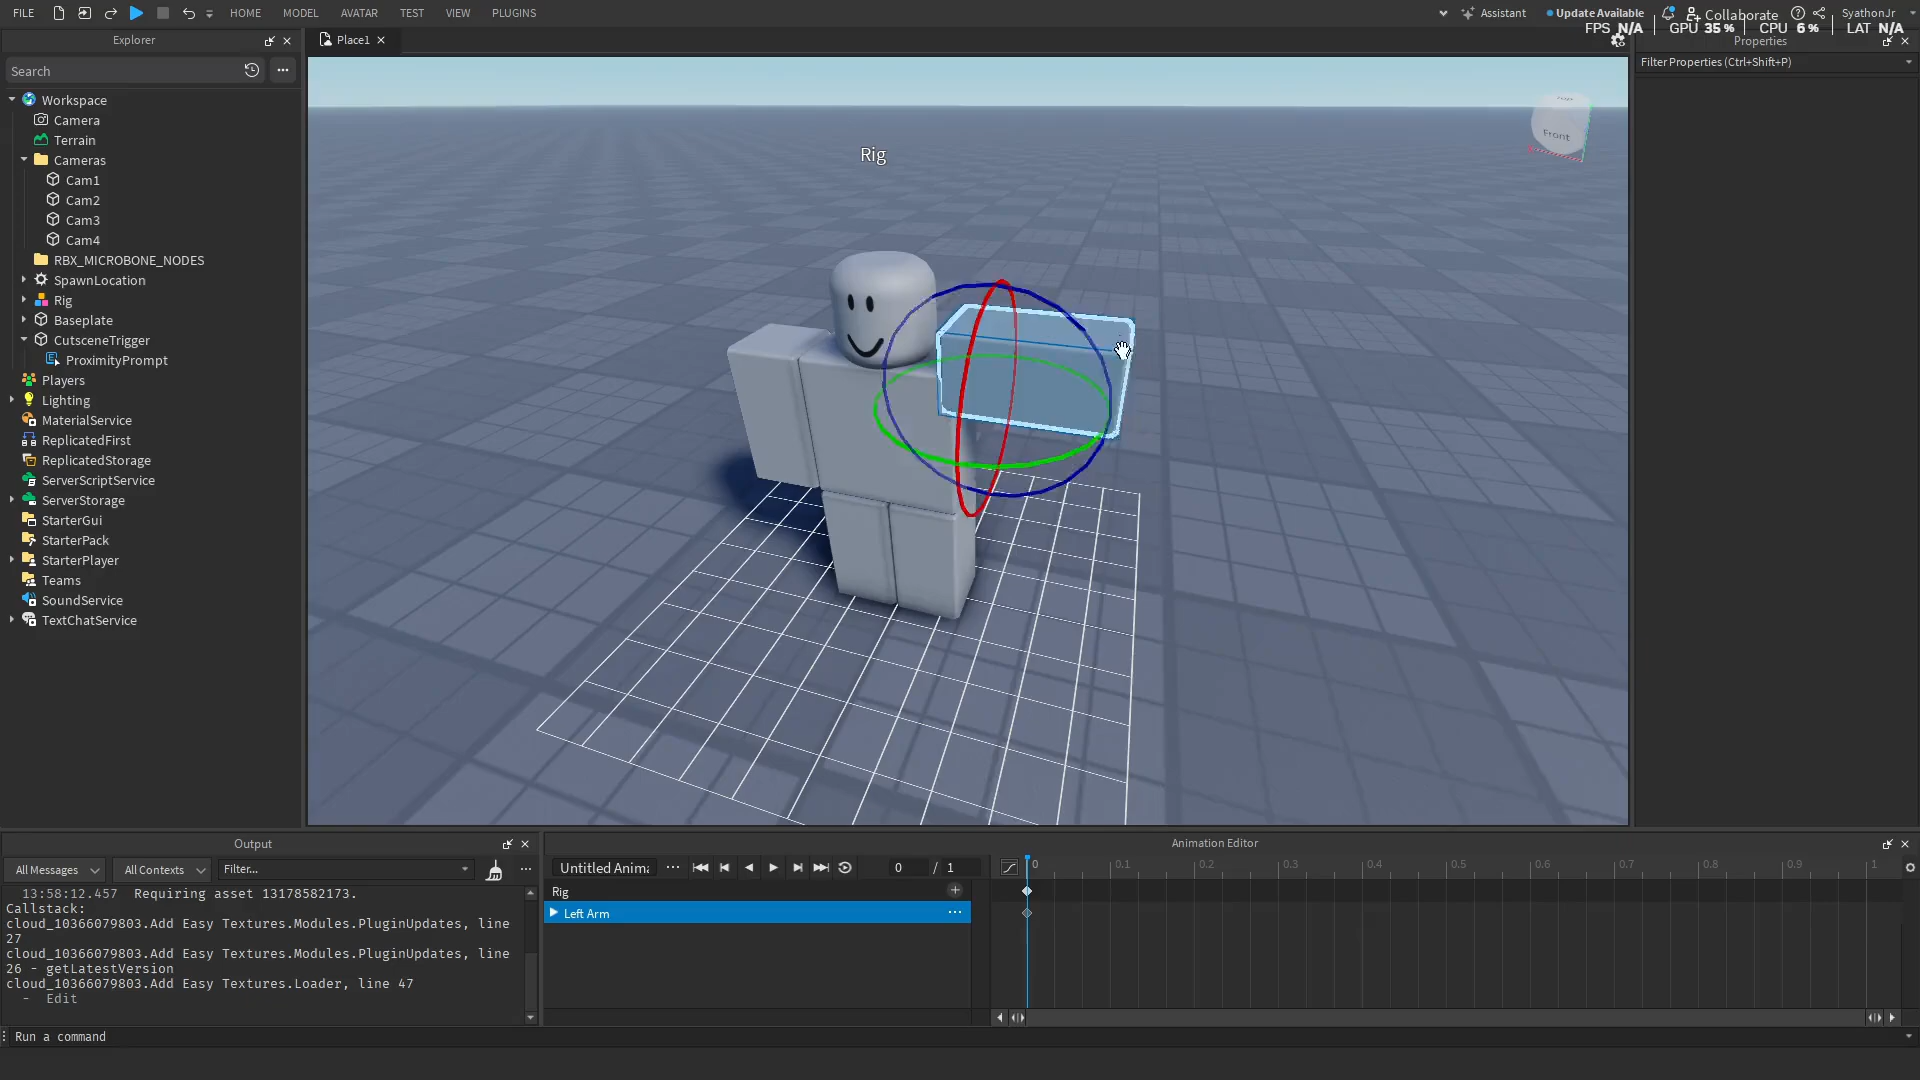 FILE
HOME
MODEL
AVATAR
TEST
VIEW
PLUGINS
Assistant
Update Available
Collaborate
SyathonJr
FPS N/A
GPU 35 %
CPU 6 %
LAT N/A
Explorer
Place1
Properties
Search
Filter Properties (Ctrl+Shift+P)
Workspace
Camera
Terrain
Cameras
Cam1
Cam2
Cam3
Cam4
RBX_MICROBONE_NODES
SpawnLocation
Rig
Baseplate
CutsceneTrigger
ProximityPrompt
Players
Lighting
MaterialService
ReplicatedFirst
ReplicatedStorage
ServerScriptService
ServerStorage
StarterGui
StarterPack
StarterPlayer
Teams
SoundService
TextChatService
Rig
Top
Front
Output
All Messages
All Contexts
Filter...
13:58:12.457 Requiring asset 13178582173.
Callstack:
cloud_10366079803.Add Easy Textures.Modules.PluginUpdates, line
27
cloud_10366079803.Add Easy Textures.Modules.PluginUpdates, line
26 - getLatestVersion
cloud_10366079803.Add Easy Textures.Loader, line 47
- Edit
Animation Editor
Untitled Anima
0 / 1
0 0.1 0.2 0.3 0.4 0.5 0.6 0.7 0.8 0.9 1
Rig
Left Arm
Run a command